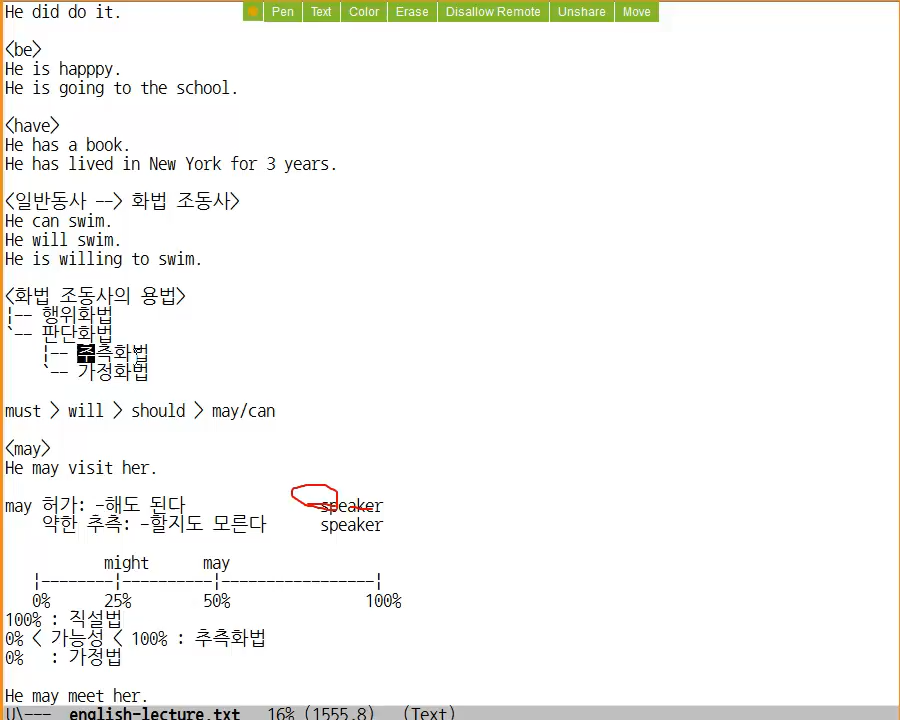 He did do it.
Pen Text Color Erase Disallow Remote Unshare Move
<be>
He is happpy.
He is going to the school.
<have>
He has a book.
He has lived in New York for 3 years.
<일반동사 --> 화법 조동사>
He can swim.
He will swim.
He is willing to swim.
<화법 조동사의 용법>
|-- 행위화법
`-- 판단화법
|-- 추측화법
`-- 가정화법
must > will > should > may/can
<may>
He may visit her.
may 허가: -해도 된다 speaker
약한 추측: -할지도 모른다 speaker
might may
|--------|----------|-----------------|
0% 25% 50% 100%
100% : 직설법
0% < 가능성 < 100% : 추측화법
0% : 가정법
He may meet her.
U\--- english-lecture.txt 16% (1555,8) (Text)